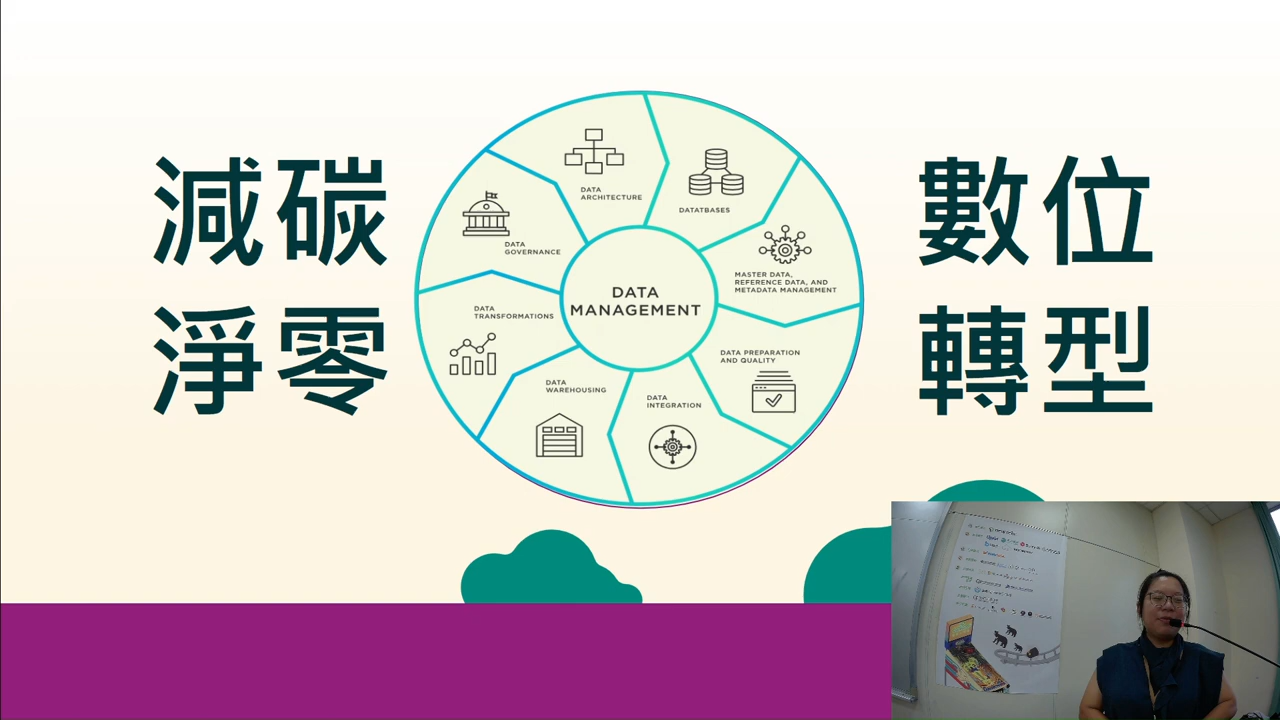 減碳
淨零
DATA
ARCHITECTURE
DATATBASES
DATA
GOVERNANCE
MASTER DATA,
REFERENCE DATA, AND
METADATA MANAGEMENT
DATA
MANAGEMENT
DATA
TRANSFORMATIONS
DATA PREPARATION
AND QUALITY
DATA
WAREHOUSING
DATA
INTEGRATION
數位
轉型